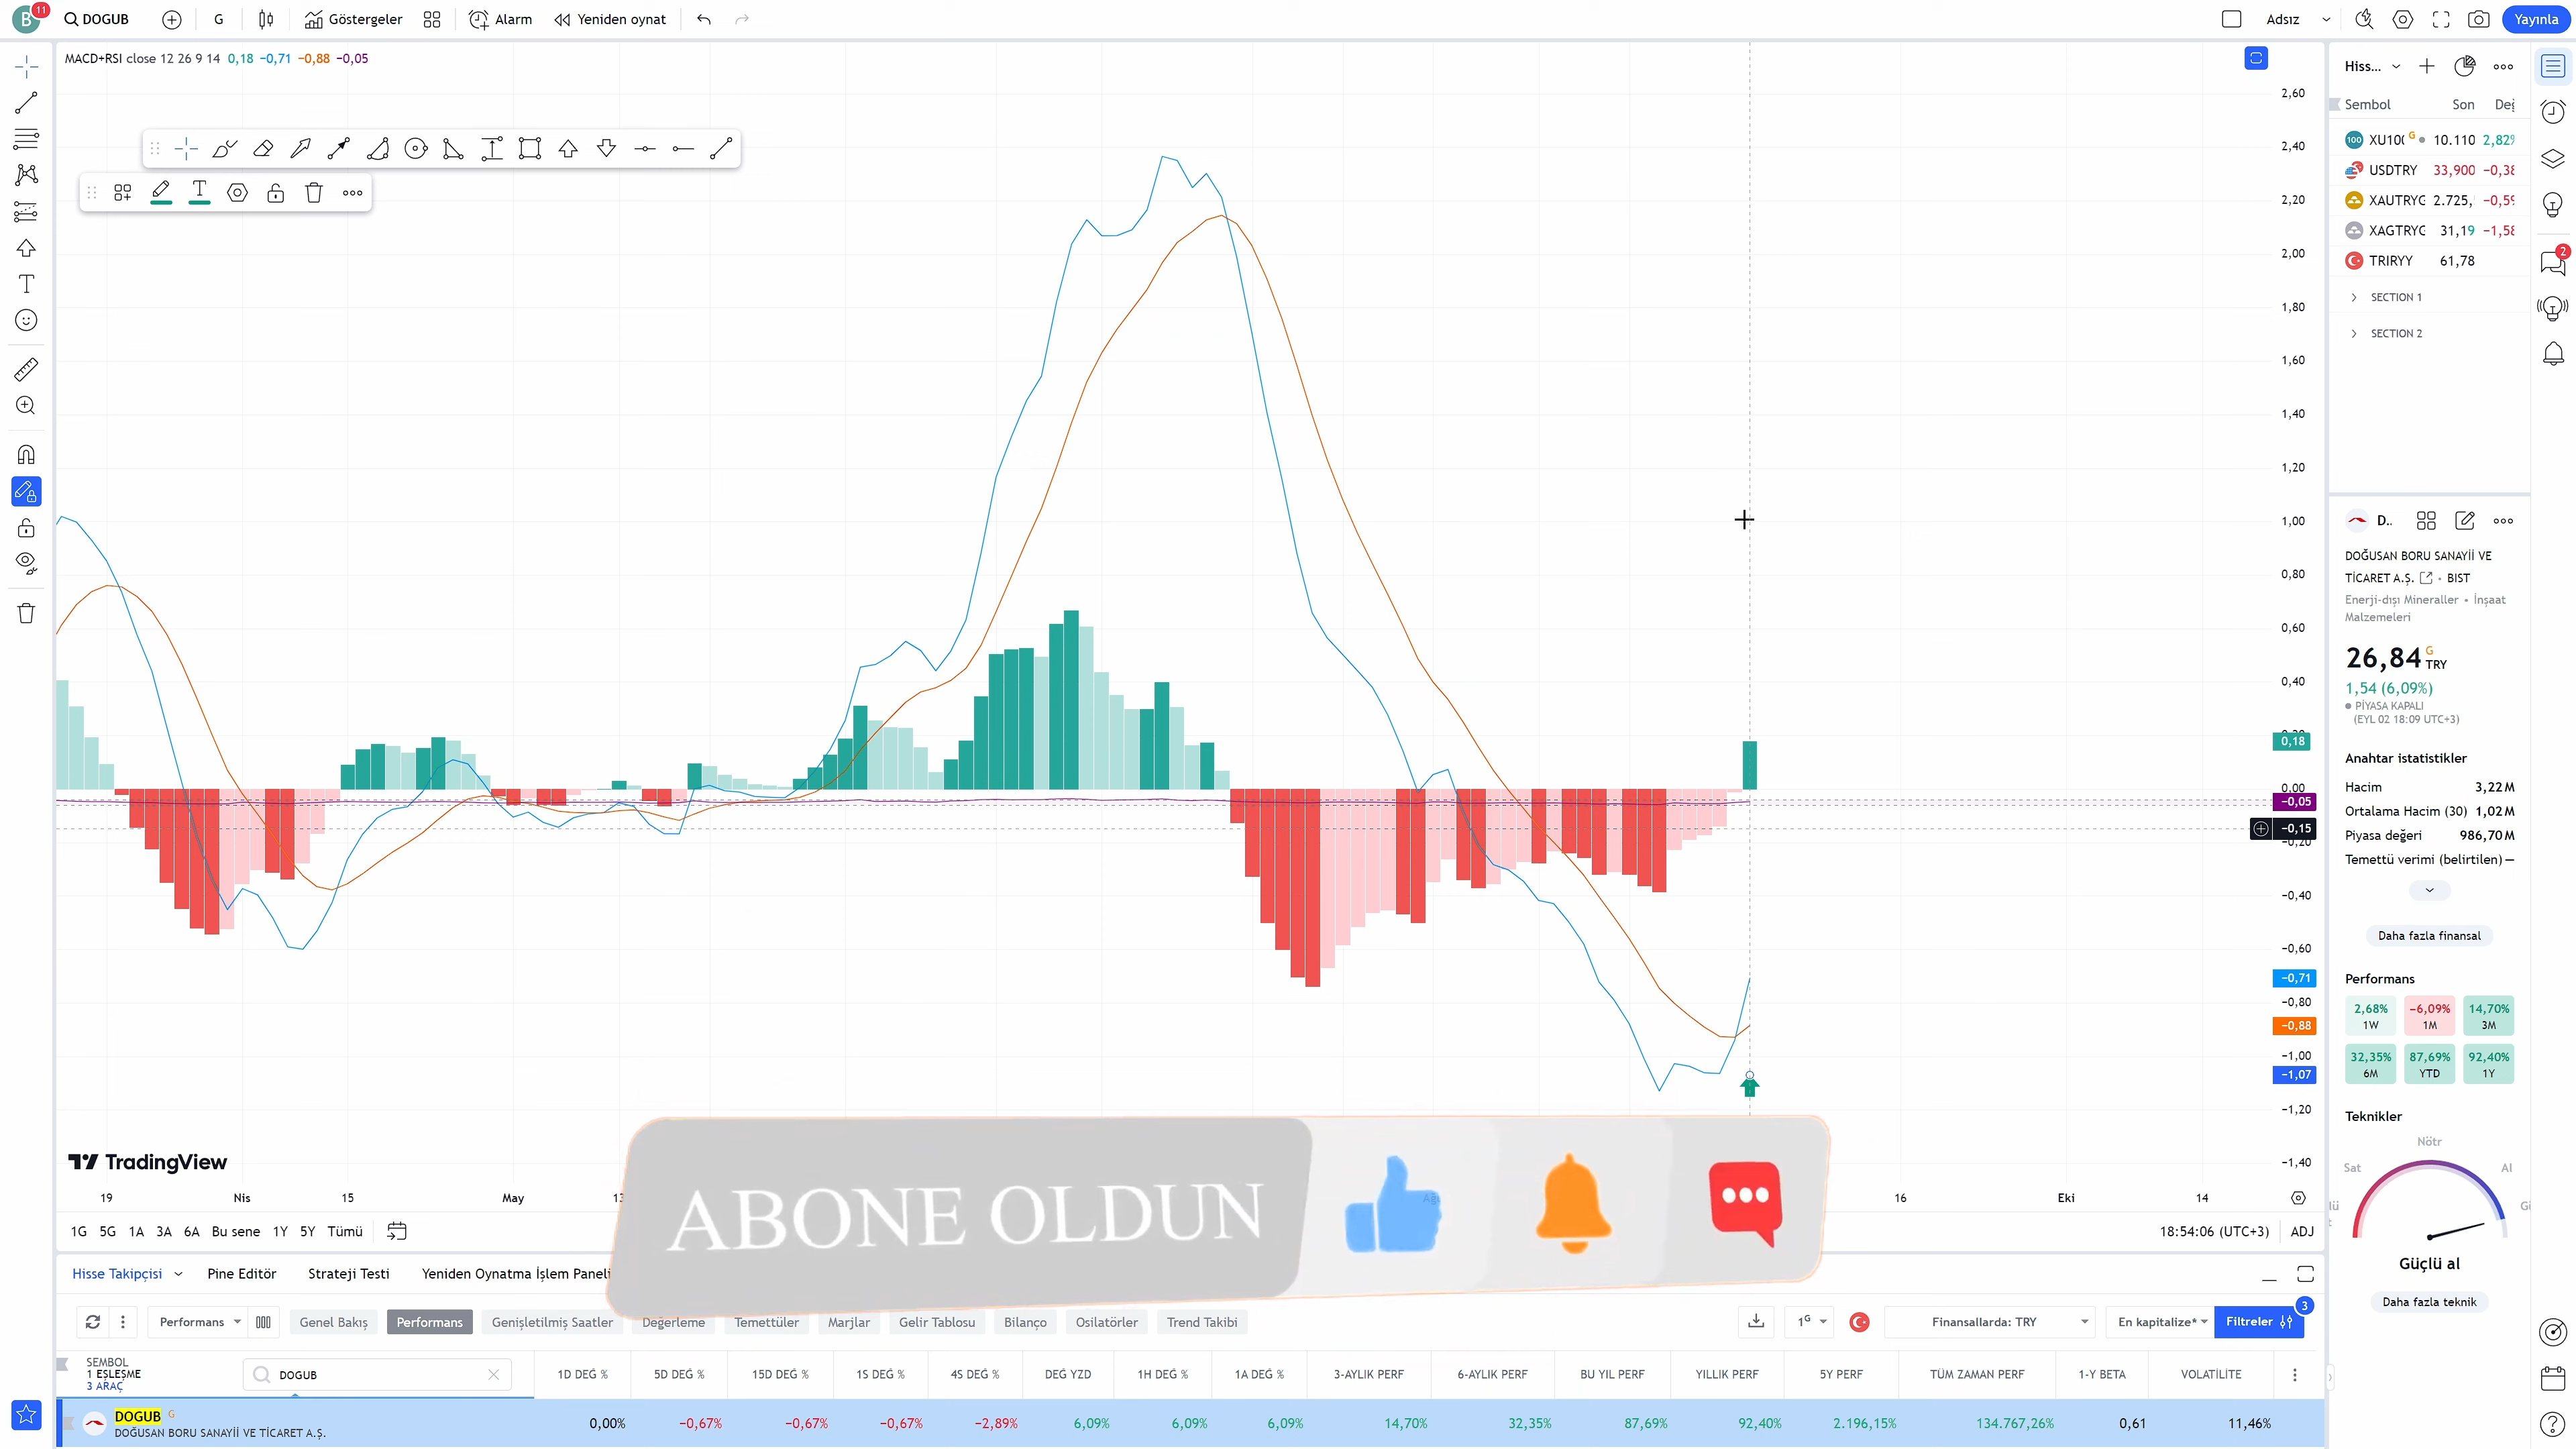 B 11 DOGUB G Göstergeler Alarm Yeniden oynat Adsız Yayınla
MACD+RSI close 12 26 9 14 0,18 −0,71 −0,88 −0,05
2,60
2,40
2,20
2,00
1,80
1,60
1,40
1,20
1,00
0,80
0,60
0,40
0,18
0,00
−0,05
−0,15
−0,20
−0,40
−0,60
−0,71
−0,80
−0,88
−1,00
−1,07
−1,20
−1,40
TradingView
19 Nis 15 May 16 Eki 14
1G 5G 1A 3A 6A Bu sene 1Y 5Y Tümü
18:54:06 (UTC+3) ADJ
ABONE OLDUN
Hiss...
Sembol Son Değ
XU10 G 10.110 2,82%
USDTRY 33,900 −0,38
XAUTRYG 2.725, −0,59
XAGTRYG 31,19 −1,58
TRIRYY 61,78
SECTION 1
SECTION 2
2
D..
DOĞUSAN BORU SANAYİİ VE
TİCARET A.Ş. • BIST
Enerji-dışı Mineraller • İnşaat
Malzemeleri
26,84 G TRY
1,54 (6,09%)
PİYASA KAPALI
(EYL 02 18:09 UTC+3)
Anahtar istatistikler
Hacim 3,22 M
Ortalama Hacim (30) 1,02 M
Piyasa değeri 986,70 M
Temettü verimi (belirtilen) —
Daha fazla finansal
Performans
2,68% −6,09% 14,70%
1W 1M 3M
32,35% 87,69% 92,40%
6M YTD 1Y
Teknikler
Nötr
Sat Al
Güçlü al
Daha fazla teknik
Hisse Takipçisi Pine Editör Strateji Testi Yeniden Oynatma İşlem Paneli
Performans Genel Bakış Performans Genişletilmiş Saatler Değerleme Temettüler Marjlar Gelir Tablosu Bilanço Osilatörler Trend Takibi 1G Finansallarda: TRY En kapitalize* Filtreler 3
SEMBOL
1 EŞLEŞME
3 ARAÇ
DOGUB
1D DEĞ % 5D DEĞ % 15D DEĞ % 1S DEĞ % 4S DEĞ % DEĞ YZD 1H DEĞ % 1A DEĞ % 3-AYLIK PERF 6-AYLIK PERF BU YIL PERF YILLIK PERF 5Y PERF TÜM ZAMAN PERF 1-Y BETA VOLATİLİTE
DOGUB G
DOĞUSAN BORU SANAYİİ VE TİCARET A.Ş.
0,00% −0,67% −0,67% −0,67% −2,89% 6,09% 6,09% 6,09% 14,70% 32,35% 87,69% 92,40% 2.196,15% 134.767,26% 0,61 11,46%